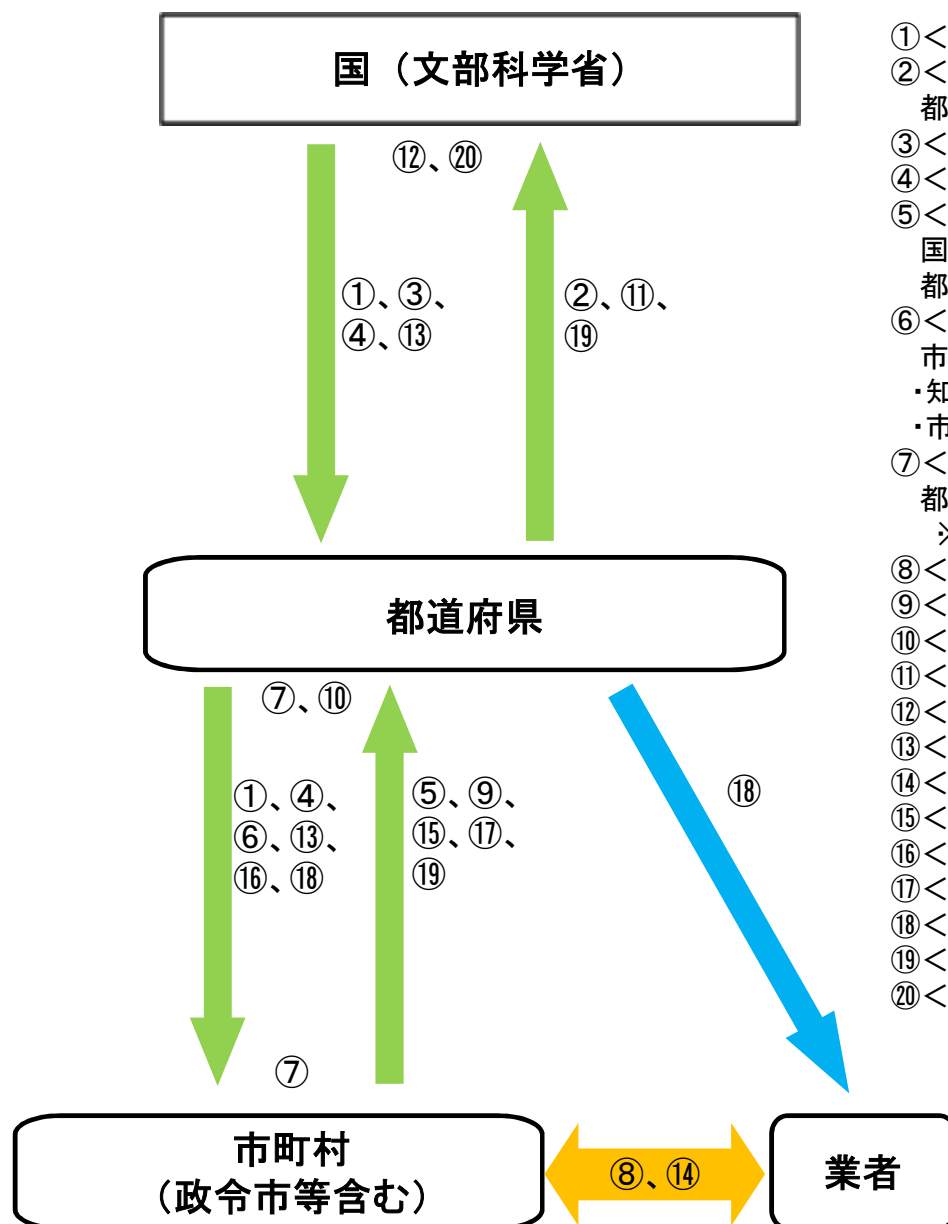 国（文部科学省）
⑫、⑳
①、③、
④、⑬
②、⑪、
⑲
都道府県
⑦、⑩
①、④、
⑥、⑬、
⑯、⑱
⑤、⑨、
⑮、⑰、
⑲
⑱
⑦
市町村
（政令市等含む）
⑧、⑭
業者
①＜
②＜
都
③＜
④＜
⑤＜
国
都
⑥＜
市
・知
・市
⑦＜
都
⑧＜
⑨＜
⑩＜
⑪＜
⑫＜
⑬＜
⑭＜
⑮＜
⑯＜
⑰＜
⑱＜
⑲＜
⑳＜